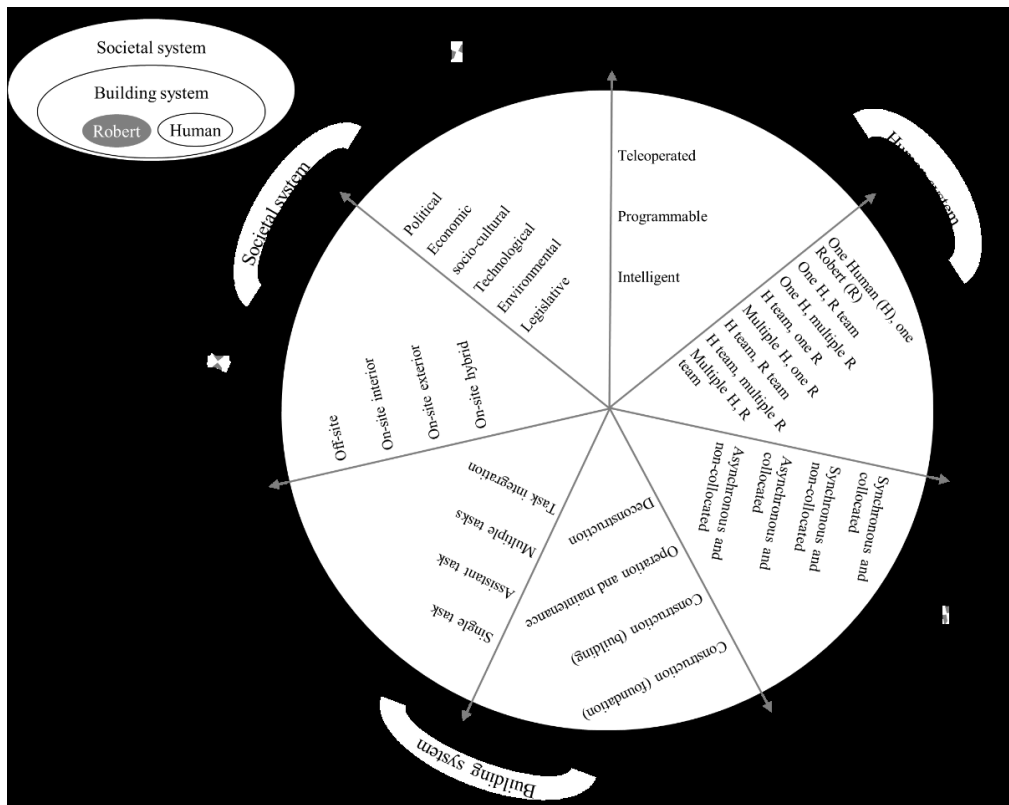 Societal system
Building system
Robert
Human
Societal system
Teleoperated
Programmable
Intelligent
One Human (H), one
Robert (R)
One H, R team
One H, multiple R
H team, one R
Multiple H, one R
H team, R team
H team, multiple R
Multiple H, R
team
Synchronous and
collocated
Synchronous and
non-collocated
Asynchronous and
collocated
Asynchronous and
non-collocated
Construction (foundation)
Construction (building)
Operation and maintenance
Deconstruction
Single task
Assistant task
Multiple tasks
Task integration
Off-site
On-site interior
On-site exterior
On-site hybrid
Political
Economic
socio-cultural
Technological
Environmental
Legislative
Building system